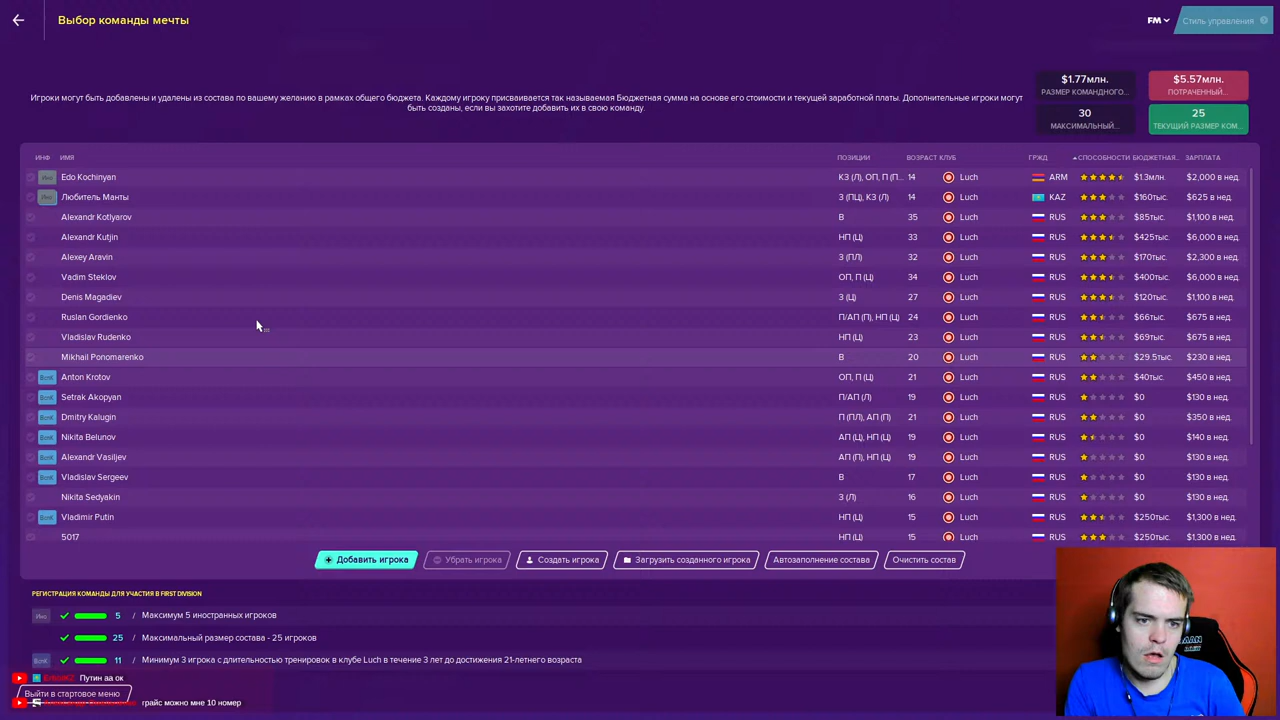 Выбор команды мечты
FM
Стиль управления
Игроки могут быть добавлены и удалены из состава по вашему желанию в рамках общего бюджета. Каждому игроку присваивается так называемая Бюджетная сумма на основе его стоимости и текущей заработной платы. Дополнительные игроки могут
быть созданы, если вы захотите добавить их в свою команду.
$1.77млн.
РАЗМЕР КОМАНДНОГО...
$5.57млн.
ПОТРАЧЕННЫЙ...
30
МАКСИМАЛЬНЫЙ...
25
ТЕКУЩИЙ РАЗМЕР КОМ...
ИНФ ИМЯ ПОЗИЦИИ ВОЗРАСТ КЛУБ ГРЖД СПОСОБНОСТИ БЮДЖЕТНАЯ... ЗАРПЛАТА
Ин Edo Kochinyan КЗ (Л), ОП, П (П... 14 Luch ARM $1.3млн. $2,000 в нед.
Ин Любитель Манты З (ПЦ), КЗ (Л) 14 Luch KAZ $160тыс. $625 в нед.
Alexandr Kotlyarov В 35 Luch RUS $85тыс. $1,100 в нед.
Alexandr Kutjin НП (Ц) 33 Luch RUS $425тыс. $6,000 в нед.
Alexey Aravin З (ПЛ) 32 Luch RUS $170тыс. $2,300 в нед.
Vadim Steklov ОП, П (Ц) 34 Luch RUS $400тыс. $6,000 в нед.
Denis Magadiev З (Ц) 27 Luch RUS $120тыс. $1,100 в нед.
Ruslan Gordienko П/АП (П), НП (Ц) 24 Luch RUS $66тыс. $675 в нед.
Vladislav Rudenko НП (Ц) 23 Luch RUS $69тыс. $675 в нед.
Mikhail Ponomarenko В 20 Luch RUS $29.5тыс. $230 в нед.
ВспК Anton Krotov ОП, П (Ц) 21 Luch RUS $40тыс. $450 в нед.
ВспК Setrak Akopyan П/АП (Л) 19 Luch RUS $0 $130 в нед.
ВспК Dmitry Kalugin П (ПЛ), АП (П) 21 Luch RUS $0 $350 в нед.
ВспК Nikita Belunov АП (Ц), НП (Ц) 19 Luch RUS $0 $140 в нед.
ВспК Alexandr Vasiljev АП (П), НП (Ц) 19 Luch RUS $0 $130 в нед.
ВспК Vladislav Sergeev В 17 Luch RUS $0 $130 в нед.
Nikita Sedyakin З (Л) 16 Luch RUS $0 $130 в нед.
ВспК Vladimir Putin НП (Ц) 15 Luch RUS $250тыс. $1,300 в нед.
5017 НП (Ц) 15 Luch RUS $250тыс. $1,300 в нед.
Добавить игрока
Убрать игрока
Создать игрока
Загрузить созданного игрока
Автозаполнение состава
Очистить состав
РЕГИСТРАЦИЯ КОМАНДЫ ДЛЯ УЧАСТИЯ В FIRST DIVISION
Ин 5 / Максимум 5 иностранных игроков
25 / Максимальный размер состава - 25 игроков
ВспК 11 / Минимум 3 игрока с длительностью тренировок в клубе Luch в течение 3 лет до достижения 21-летнего возраста
Путин аа ок
Выйти в стартовое меню
грайс можно мне 10 номер